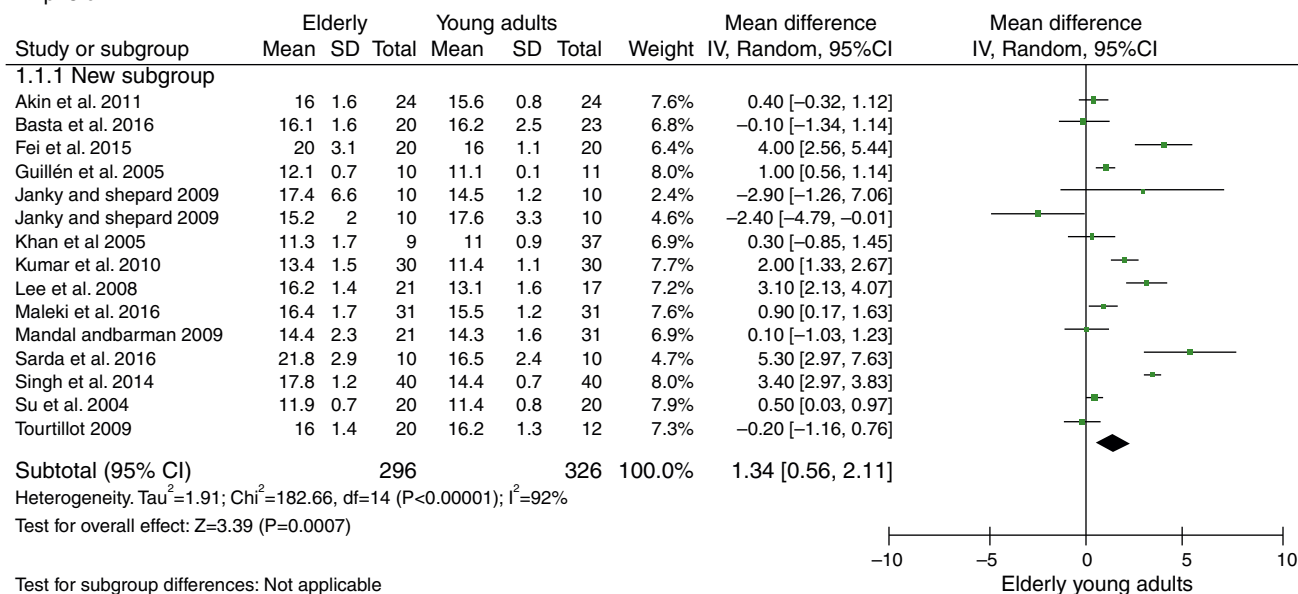 Elderly Young adults Mean difference Mean difference
Study or subgroup Mean SD Total Mean SD Total Weight IV, Random, 95%CI IV, Random, 95%CI
1.1.1 New subgroup
Akin et al. 2011 16 1.6 24 15.6 0.8 24 7.6% 0.40 [–0.32, 1.12]
Basta et al. 2016 16.1 1.6 20 16.2 2.5 23 6.8% –0.10 [–1.34, 1.14]
Fei et al. 2015 20 3.1 20 16 1.1 20 6.4% 4.00 [2.56, 5.44]
Guillén et al. 2005 12.1 0.7 10 11.1 0.1 11 8.0% 1.00 [0.56, 1.14]
Janky and shepard 2009 17.4 6.6 10 14.5 1.2 10 2.4% –2.90 [–1.26, 7.06]
Janky and shepard 2009 15.2 2 10 17.6 3.3 10 4.6% –2.40 [–4.79, –0.01]
Khan et al 2005 11.3 1.7 9 11 0.9 37 6.9% 0.30 [–0.85, 1.45]
Kumar et al. 2010 13.4 1.5 30 11.4 1.1 30 7.7% 2.00 [1.33, 2.67]
Lee et al. 2008 16.2 1.4 21 13.1 1.6 17 7.2% 3.10 [2.13, 4.07]
Maleki et al. 2016 16.4 1.7 31 15.5 1.2 31 7.6% 0.90 [0.17, 1.63]
Mandal andbarman 2009 14.4 2.3 21 14.3 1.6 31 6.9% 0.10 [–1.03, 1.23]
Sarda et al. 2016 21.8 2.9 10 16.5 2.4 10 4.7% 5.30 [2.97, 7.63]
Singh et al. 2014 17.8 1.2 40 14.4 0.7 40 8.0% 3.40 [2.97, 3.83]
Su et al. 2004 11.9 0.7 20 11.4 0.8 20 7.9% 0.50 [0.03, 0.97]
Tourtillot 2009 16 1.4 20 16.2 1.3 12 7.3% –0.20 [–1.16, 0.76]
Subtotal (95% CI) 296 326 100.0% 1.34 [0.56, 2.11]
Heterogeneity. Tau²=1.91; Chi²=182.66, df=14 (P<0.00001); I²=92%
Test for overall effect: Z=3.39 (P=0.0007)
–10 –5 0 5 10
Test for subgroup differences: Not applicable Elderly young adults